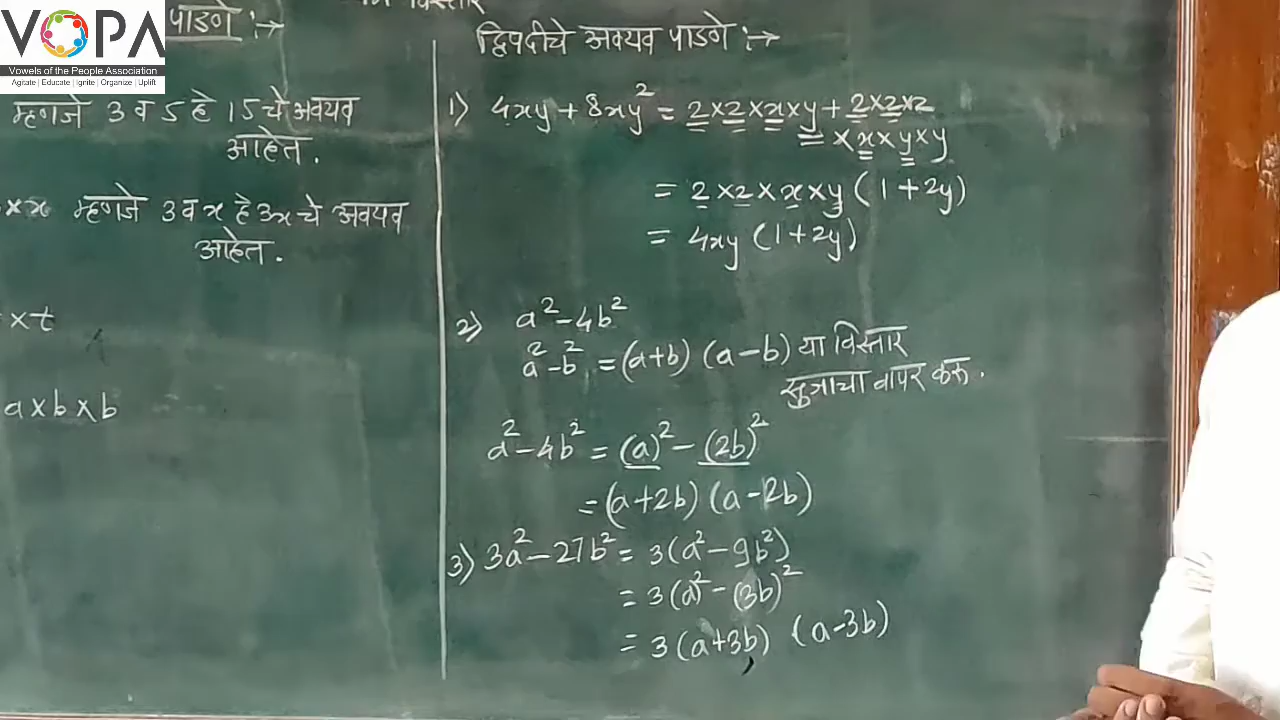 VOPA
Vowels of the People Association
Agitate | Educate | Ignite | Organize | Uplift
पाडणे :→
विस्तार
म्हणजे 3 व 5 हे 15 चे अवयव
आहेत.
××x म्हणजे 3 व x हे 3x चे अवयव
आहेत.
×t
a×b×b
द्विपदीचे अवयव पाडणे :→
1) 4xy + 8xy² = 2×2×x×y + 2×2×2
= ×x×y×y
= 2×2×x×y (1+2y)
= 4xy (1+2y)
2) a²-4b²
a²-b² = (a+b) (a-b) या विस्तार
सुत्राचा वापर करू.
a²-4b² = (a)² - (2b)²
= (a+2b) (a-2b)
3) 3a²-27b² = 3(a²-9b²)
= 3(a)²-(3b)²
= 3(a+3b) (a-3b)